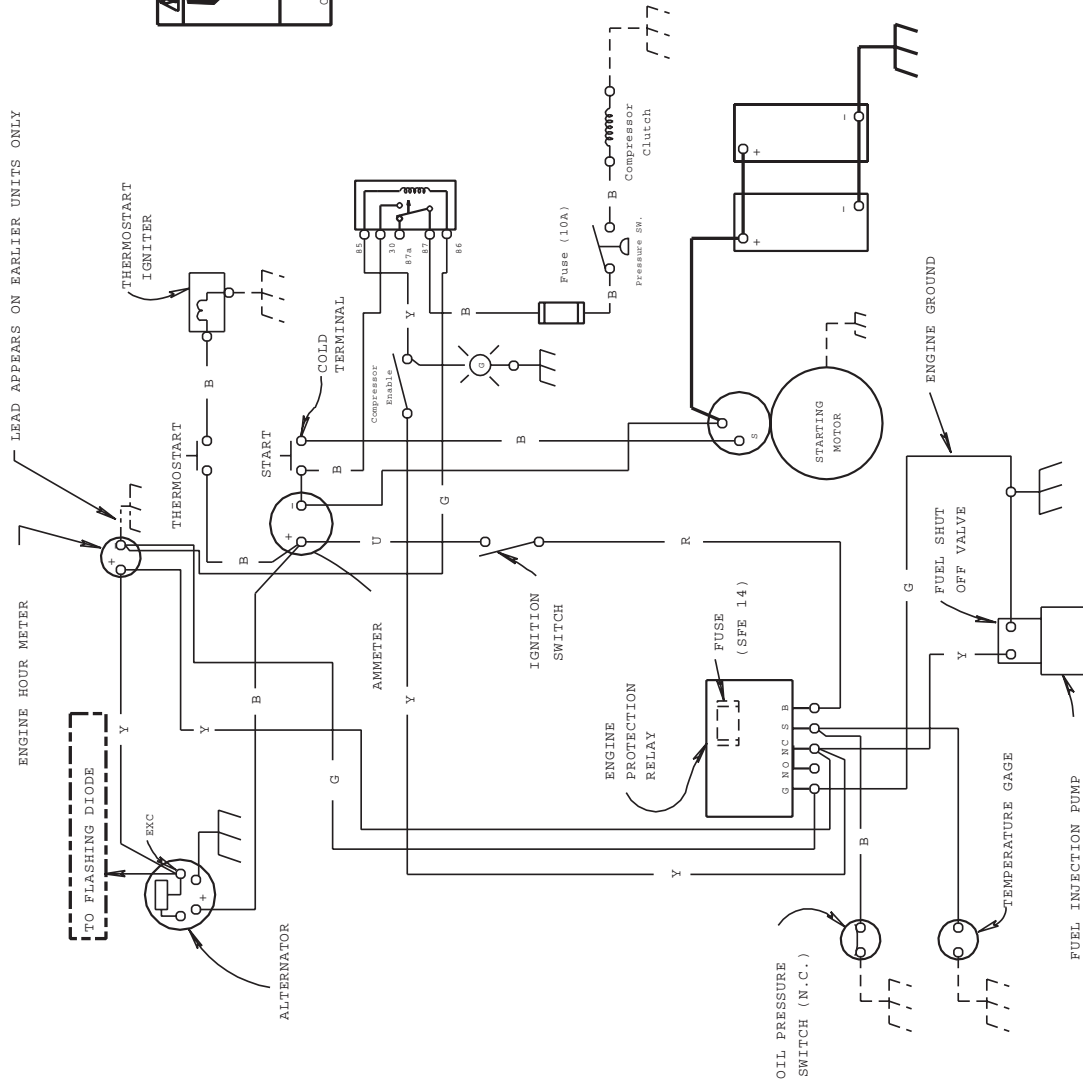 LEAD APPEARS ON EARLIER UNITS ONLY
ENGINE HOUR METER
+
TO FLASHING DIODE
EXC
+
ALTERNATOR
Y
Y
B
G
THERMOSTART
IGNITER
B
THERMOSTART
B
START
COLD
TERMINAL
B
-
+
AMMETER
U
85
30
87a
87
86
Y
B
G
Compressor
Enable
G
Fuse (10A)
B
Pressure SW.
B
Compressor
Clutch
+
-
+
-
B
S
STARTING
MOTOR
IGNITION
SWITCH
R
Y
ENGINE
PROTECTION
RELAY
FUSE
(SFE 14)
G NO NC S B
Y
B
G
Y
ENGINE GROUND
FUEL SHUT
OFF VALVE
OIL PRESSURE
SWITCH (N.C.)
TEMPERATURE GAGE
FUEL INJECTION PUMP